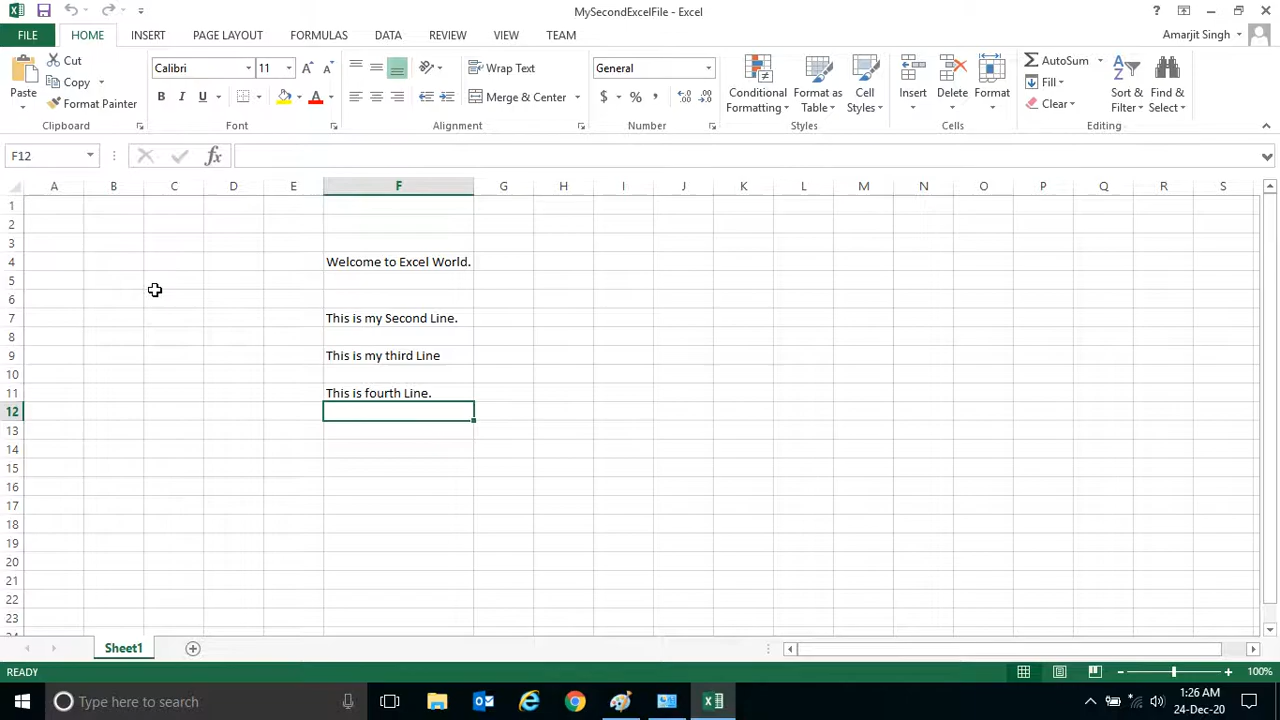 MySecondExcelFile - Excel
?
FILE HOME INSERT PAGE LAYOUT FORMULAS DATA REVIEW VIEW TEAM Amarjit Singh
Paste
Cut
Copy
Format Painter
Clipboard
Calibri 11
B I U
Font
Wrap Text
Merge & Center
Alignment
General
$ % ,
Number
Conditional Formatting
Format as Table
Cell Styles
Styles
Insert
Delete
Format
Cells
AutoSum
Fill
Clear
Sort & Filter
Find & Select
Editing
F12 fx
A B C D E F G H I J K L M N O P Q R S
1
2
3
4 Welcome to Excel World.
5
6
7 This is my Second Line.
8
9 This is my third Line
10
11 This is fourth Line.
12
13
14
15
16
17
18
19
20
21
22
23
Sheet1
READY 100%
Type here to search
1:26 AM
24-Dec-20